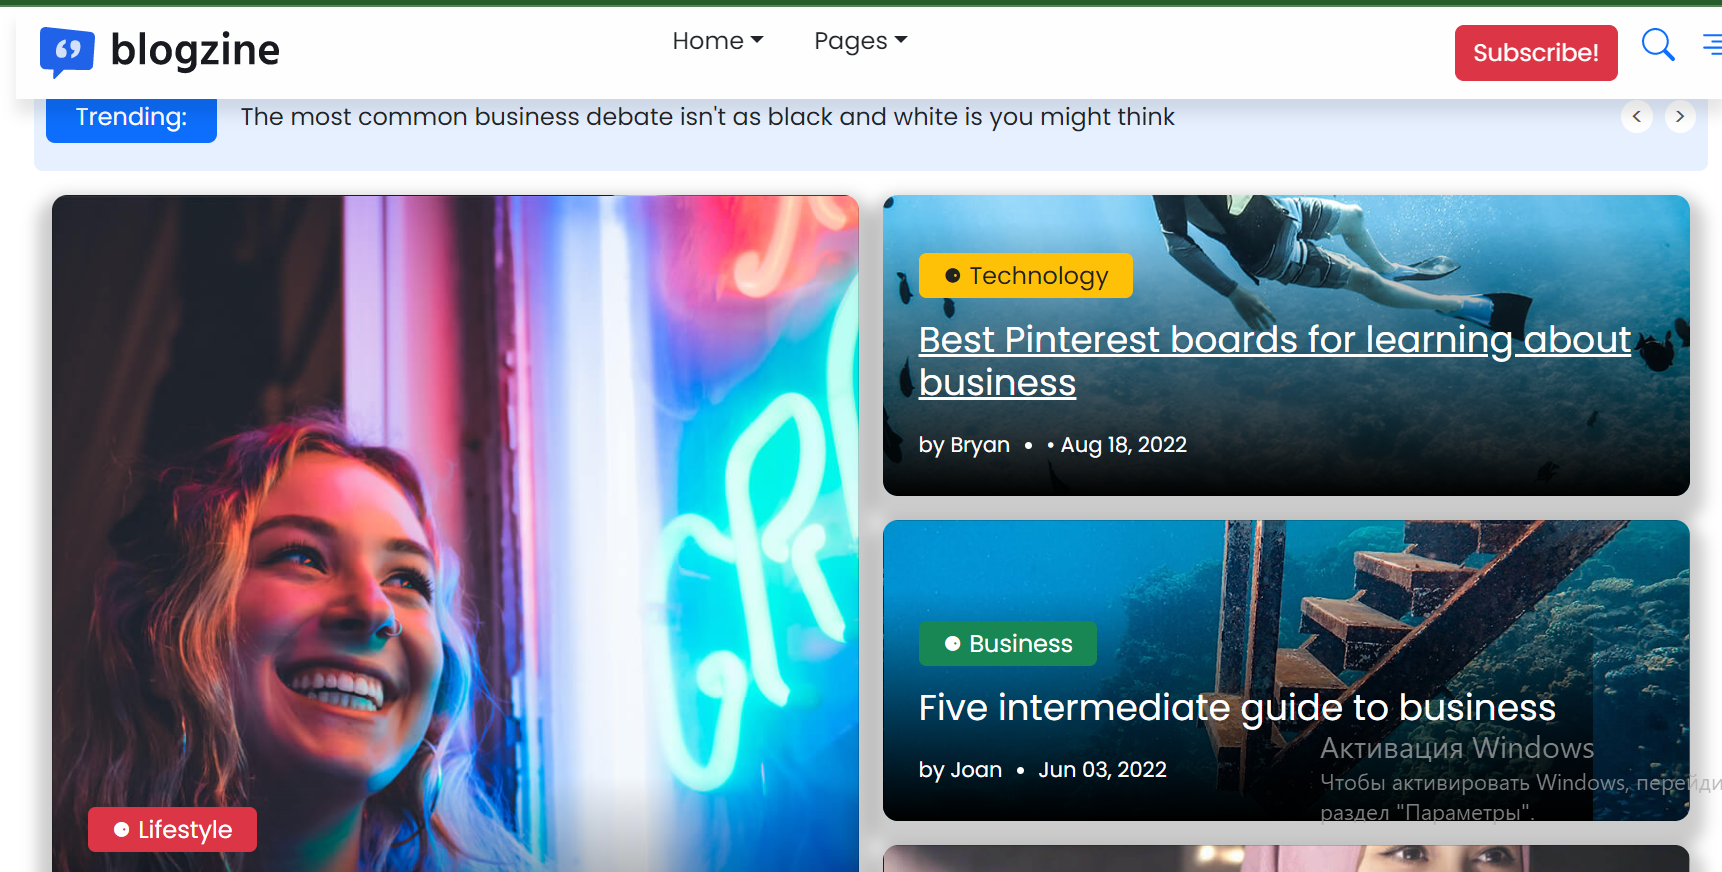 blogzine
Home
Pages
Subscribe!
Trending:
The most common business debate isn't as black and white is you might think
Technology
Best Pinterest boards for learning about
business
by Bryan • • Aug 18, 2022
Business
Five intermediate guide to business
by Joan • Jun 03, 2022
Активация Windows
Чтобы активировать Windows, перейди
раздел "Параметры".
Lifestyle